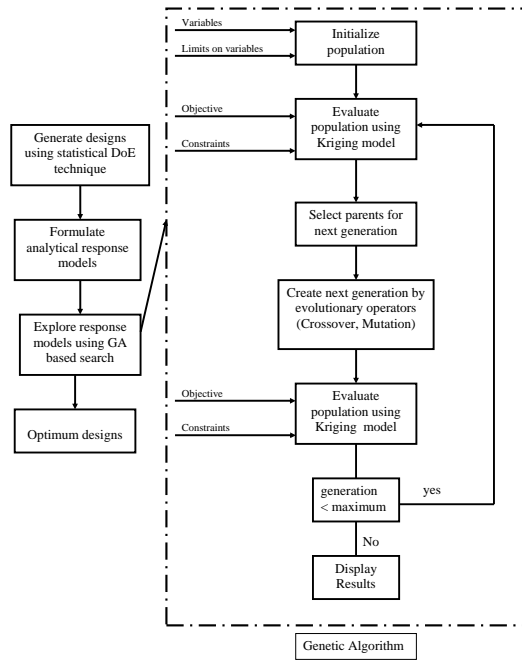 Generate designs
using statistical DoE
technique
Formulate
analytical response
models
Explore response
models using GA
based search
Optimum designs
Variables
Limits on variables
Initialize
population
Objective
Constraints
Evaluate
population using
Kriging model
Select parents for
next generation
Create next generation by
evolutionary operators
(Crossover, Mutation)
Objective
Constraints
Evaluate
population using
Kriging model
generation
< maximum
yes
No
Display
Results
Genetic Algorithm